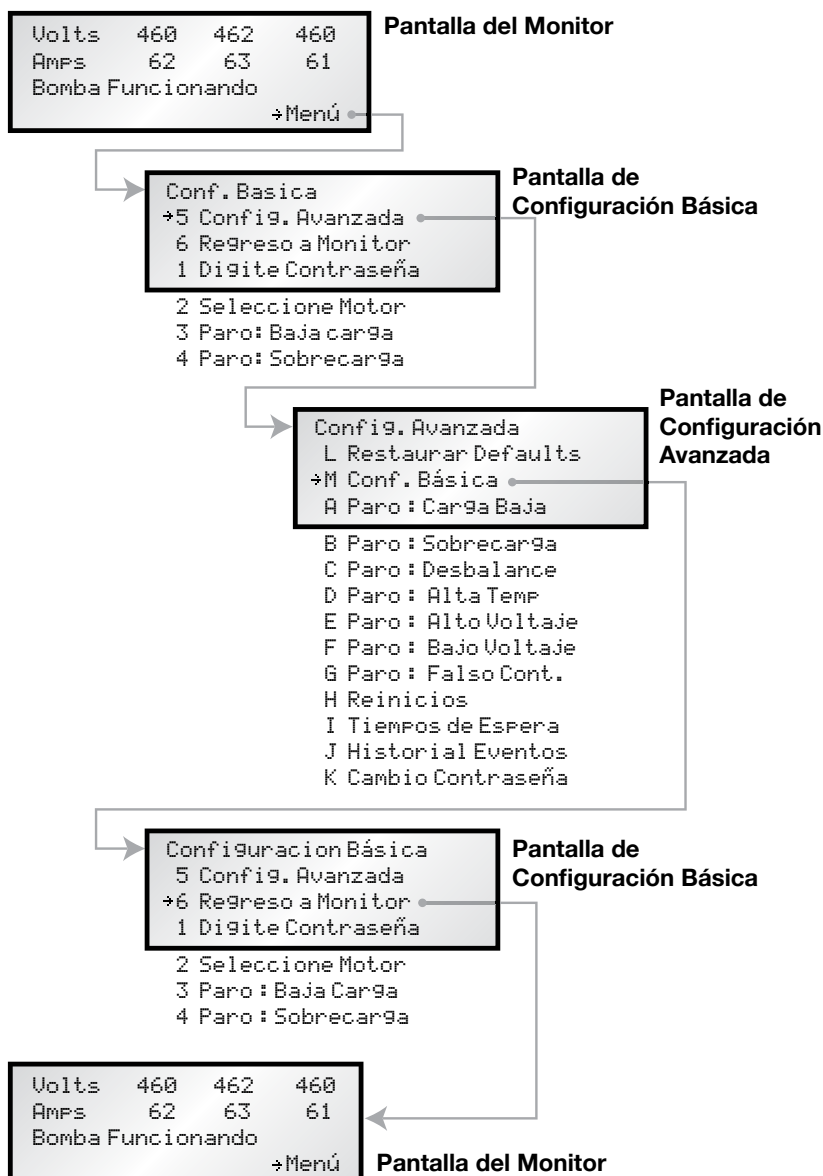 Volts 460 462 460
Amps 62 63 61
Bomba Funcionando
→Menú
Pantalla del Monitor
Conf. Basica
→5 Config. Avanzada
6 Regreso a Monitor
1 Digite Contraseña
2 Seleccione Motor
3 Paro: Baja carga
4 Paro: Sobrecarga
Pantalla de
Configuración Básica
Config. Avanzada
L Restaurar Defaults
→M Conf. Básica
A Paro: Carga Baja
B Paro: Sobrecarga
C Paro: Desbalance
D Paro: Alta Temp
E Paro: Alto Voltaje
F Paro: Bajo Voltaje
G Paro: Falso Cont.
H Reinicios
I Tiempos de Espera
J Historial Eventos
K Cambio Contraseña
Pantalla de
Configuración
Avanzada
Configuracion Básica
5 Config. Avanzada
→6 Regreso a Monitor
1 Digite Contraseña
2 Seleccione Motor
3 Paro: Baja Carga
4 Paro: Sobrecarga
Pantalla de
Configuración Básica
Volts 460 462 460
Amps 62 63 61
Bomba Funcionando
→Menú
Pantalla del Monitor